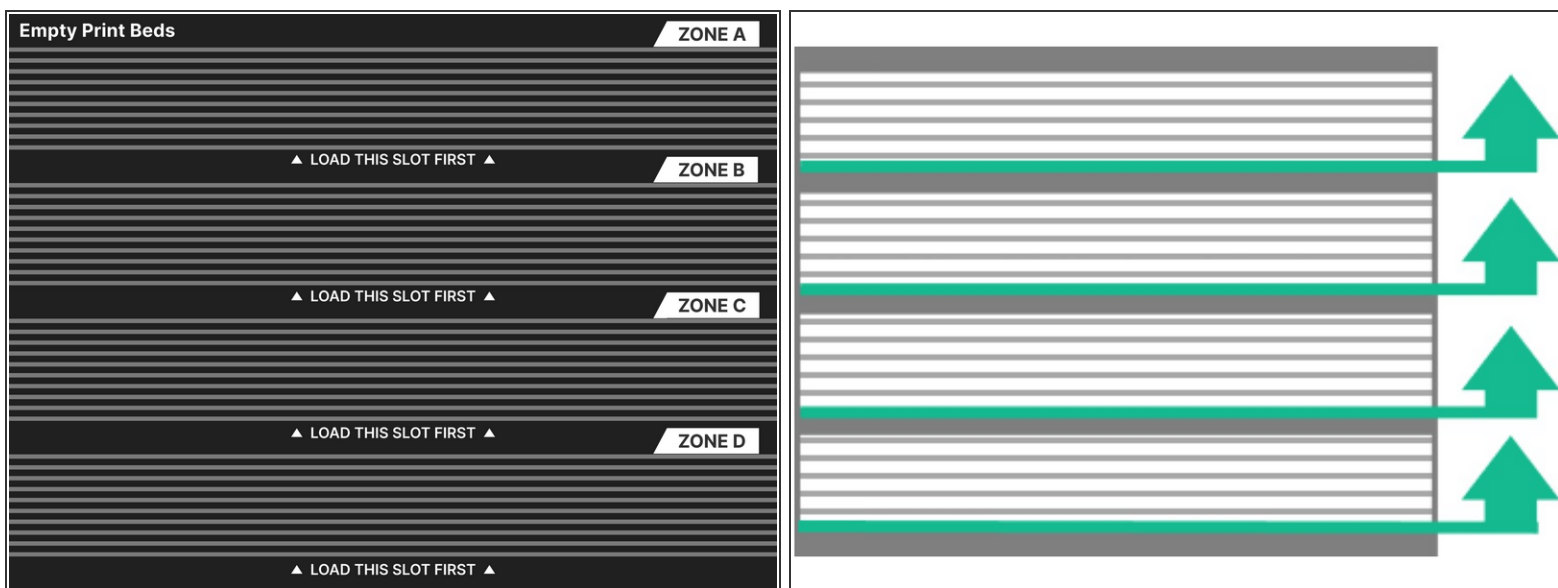 Empty Print Beds
ZONE A
▲ LOAD THIS SLOT FIRST ▲
ZONE B
▲ LOAD THIS SLOT FIRST ▲
ZONE C
▲ LOAD THIS SLOT FIRST ▲
ZONE D
▲ LOAD THIS SLOT FIRST ▲